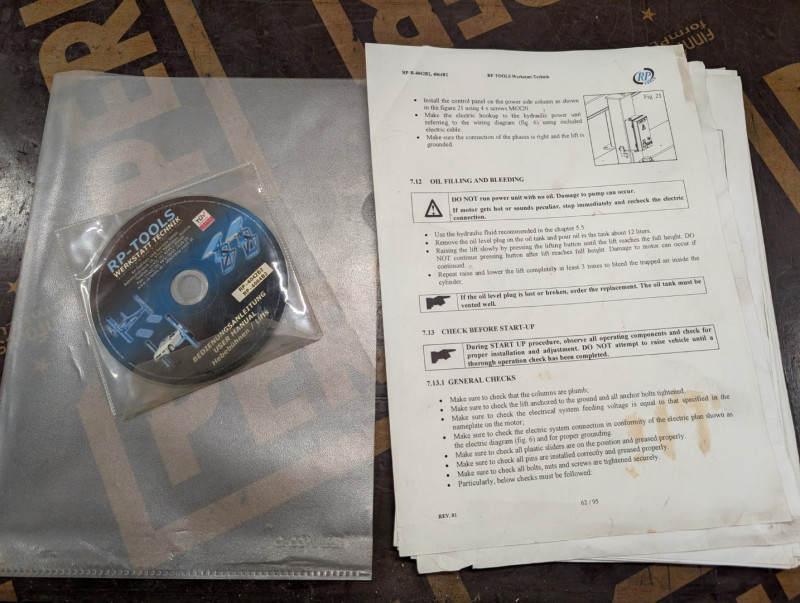 RP-TOOLS
WERKSTATT TECHNIK
TÜV
BEDIENUNGSANLEITUNG
USER MANUAL
Hebebühnen / Lifts
RP-TOOLS Werkstatt-Technik
RP
Fig. 21
Install the control panel on the power side column as shown
in the figure 21 using 4 x screws M6X20
Make the electric hookup to the hydraulic power unit
referring to the wiring diagram (fig. 6) using included
electric cable.
Make sure the connection of the phases is right and the lift is
grounded.
7.12 OIL FILLING AND BLEEDING
DO NOT run power unit with no oil. Damage to pump can occur.
If motor gets hot or sounds peculiar, stop immediately and recheck the electric
connection.
Use the hydraulic fluid recommended in the chapter 5.5
Remove the oil level plug on the oil tank and pour oil in the tank about 12 liters.
Raising the lift slowly by pressing the lifting button until the lift reaches the full height. DO
NOT continue pressing button after lift reaches full height. Damage to motor can occur if
continued.
Repeat raise and lower the lift completely at least 3 times to bleed the trapped air inside the
cylinder.
If the oil level plug is lost or broken, order the replacement. The oil tank must be
vented well.
7.13 CHECK BEFORE START-UP
During START UP procedure, observe all operating components and check for
proper installation and adjustment. DO NOT attempt to raise vehicle until a
thorough operation check has been completed.
7.13.1 GENERAL CHECKS
Make sure to check that the columns are plumb;
Make sure to check the lift anchored to the ground and all anchor bolts tightened.
Make sure to check the electrical system feeding voltage is equal to that specified in the
nameplate on the motor;
Make sure to check the electric system connection in conformity of the electric plan shown as
the electric diagram (fig. 6) and for proper grounding.
Make sure to check all plastic sliders are on the position and greased properly.
Make sure to check all pins are installed correctly and greased properly.
Make sure to check all bolts, nuts and screws are tightened securely.
Particularly, below checks must be followed:
62 / 95
REV. 01